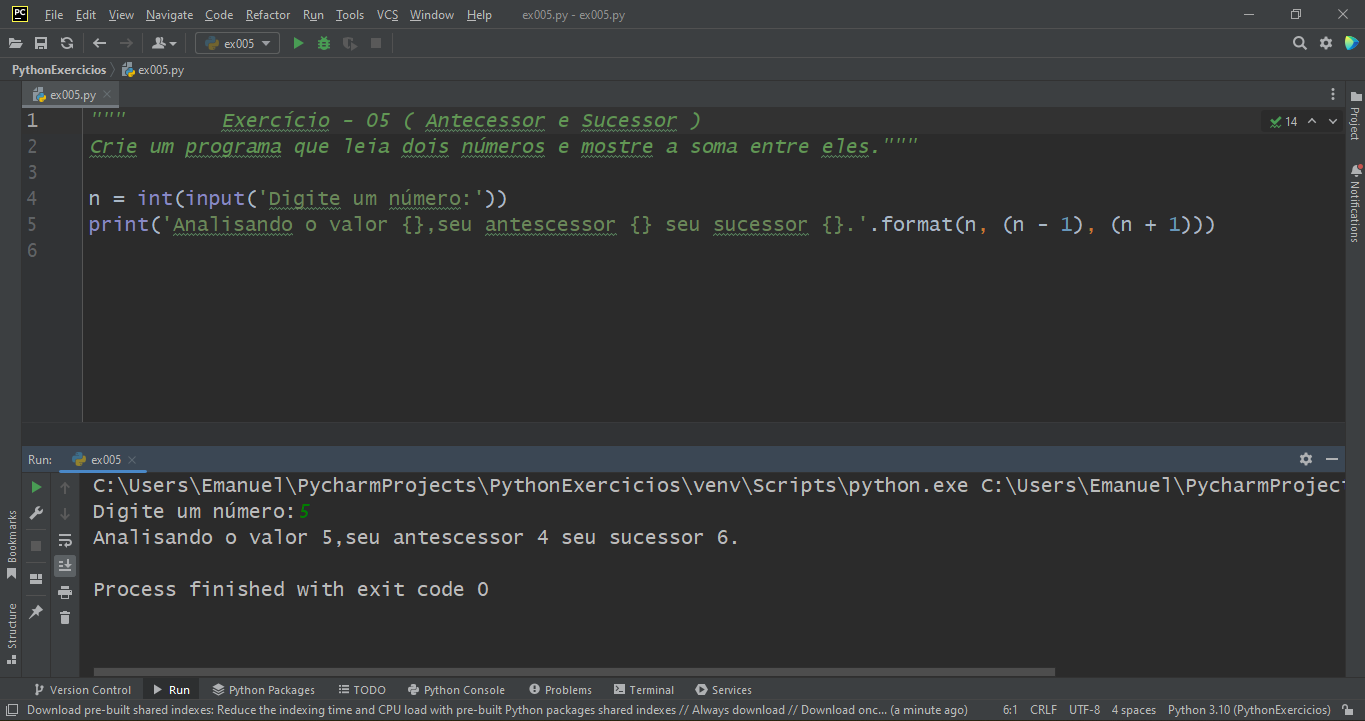 PC File Edit View Navigate Code Refactor Run Tools VCS Window Help ex005.py - ex005.py
ex005
PythonExercicios ex005.py
ex005.py
1 """        Exercício - 05 ( Antecessor e Sucessor )
14
2 Crie um programa que leia dois números e mostre a soma entre eles."""
3
4 n = int(input('Digite um número:'))
5 print('Analisando o valor {},seu antescessor {} seu sucessor {}.'.format(n, (n - 1), (n + 1)))
6
Project
Notifications
Run: ex005
C:\Users\Emanuel\PycharmProjects\PythonExercicios\venv\Scripts\python.exe C:\Users\Emanuel\PycharmProject
Digite um número:5
Analisando o valor 5,seu antescessor 4 seu sucessor 6.
Process finished with exit code 0
Bookmarks
Structure
Version Control Run Python Packages TODO Python Console Problems Terminal Services
Download pre-built shared indexes: Reduce the indexing time and CPU load with pre-built Python packages shared indexes // Always download // Download onc... (a minute ago) 6:1 CRLF UTF-8 4 spaces Python 3.10 (PythonExercicios)